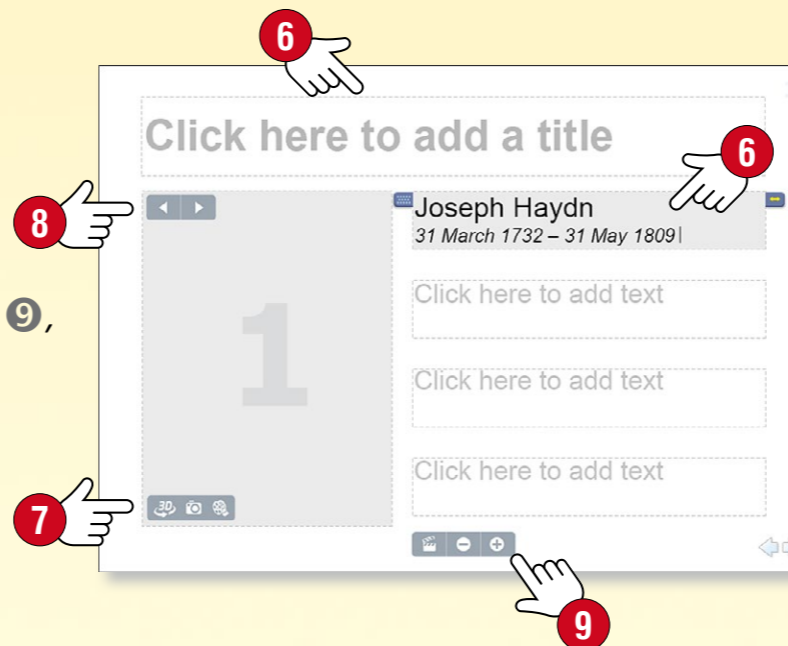 6
Click here to add a title
6
8
Joseph Haydn
31 March 1732 – 31 May 1809
9,
Click here to add text
1
Click here to add text
Click here to add text
7
3D
9